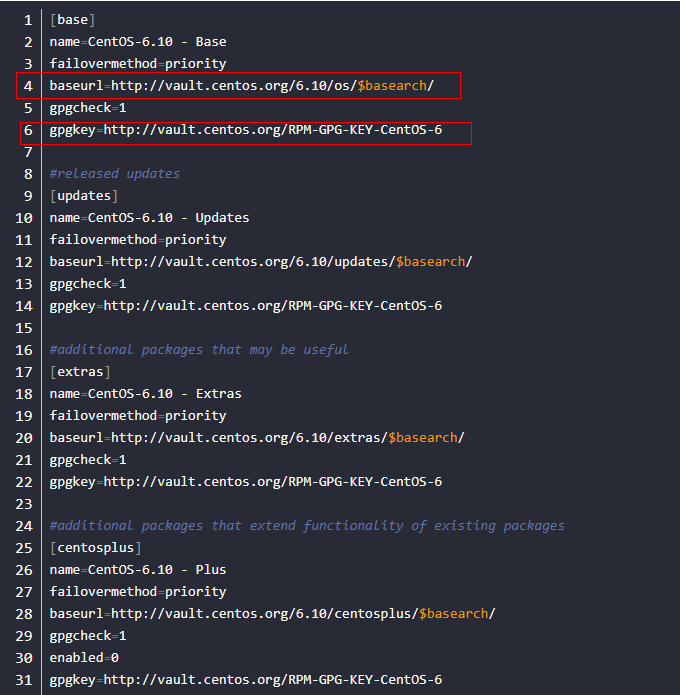 1 [base]
2 name=CentOS-6.10 - Base
3 failovermethod=priority
4 baseurl=http://vault.centos.org/6.10/os/$basearch/
5 gpgcheck=1
6 gpgkey=http://vault.centos.org/RPM-GPG-KEY-CentOS-6
7
8 #released updates
9 [updates]
10 name=CentOS-6.10 - Updates
11 failovermethod=priority
12 baseurl=http://vault.centos.org/6.10/updates/$basearch/
13 gpgcheck=1
14 gpgkey=http://vault.centos.org/RPM-GPG-KEY-CentOS-6
15
16 #additional packages that may be useful
17 [extras]
18 name=CentOS-6.10 - Extras
19 failovermethod=priority
20 baseurl=http://vault.centos.org/6.10/extras/$basearch/
21 gpgcheck=1
22 gpgkey=http://vault.centos.org/RPM-GPG-KEY-CentOS-6
23
24 #additional packages that extend functionality of existing packages
25 [centosplus]
26 name=CentOS-6.10 - Plus
27 failovermethod=priority
28 baseurl=http://vault.centos.org/6.10/centosplus/$basearch/
29 gpgcheck=1
30 enabled=0
31 gpgkey=http://vault.centos.org/RPM-GPG-KEY-CentOS-6